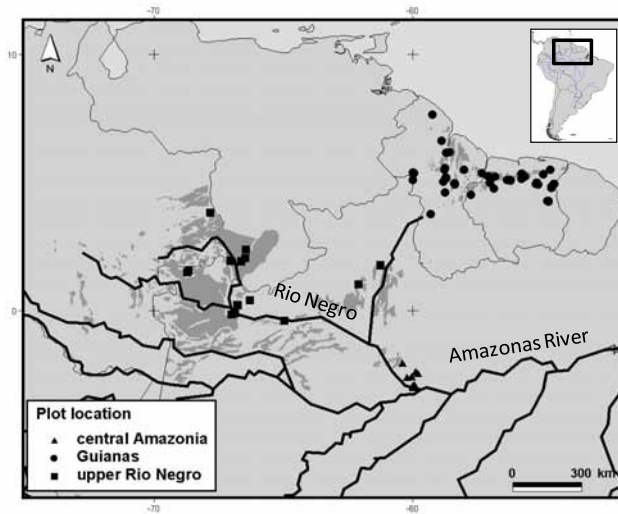 -70
-60
10
N
0
Rio Negro
Amazonas River
Plot location
central Amazonia
Guianas
upper Rio Negro
0 300 km
-70
-60